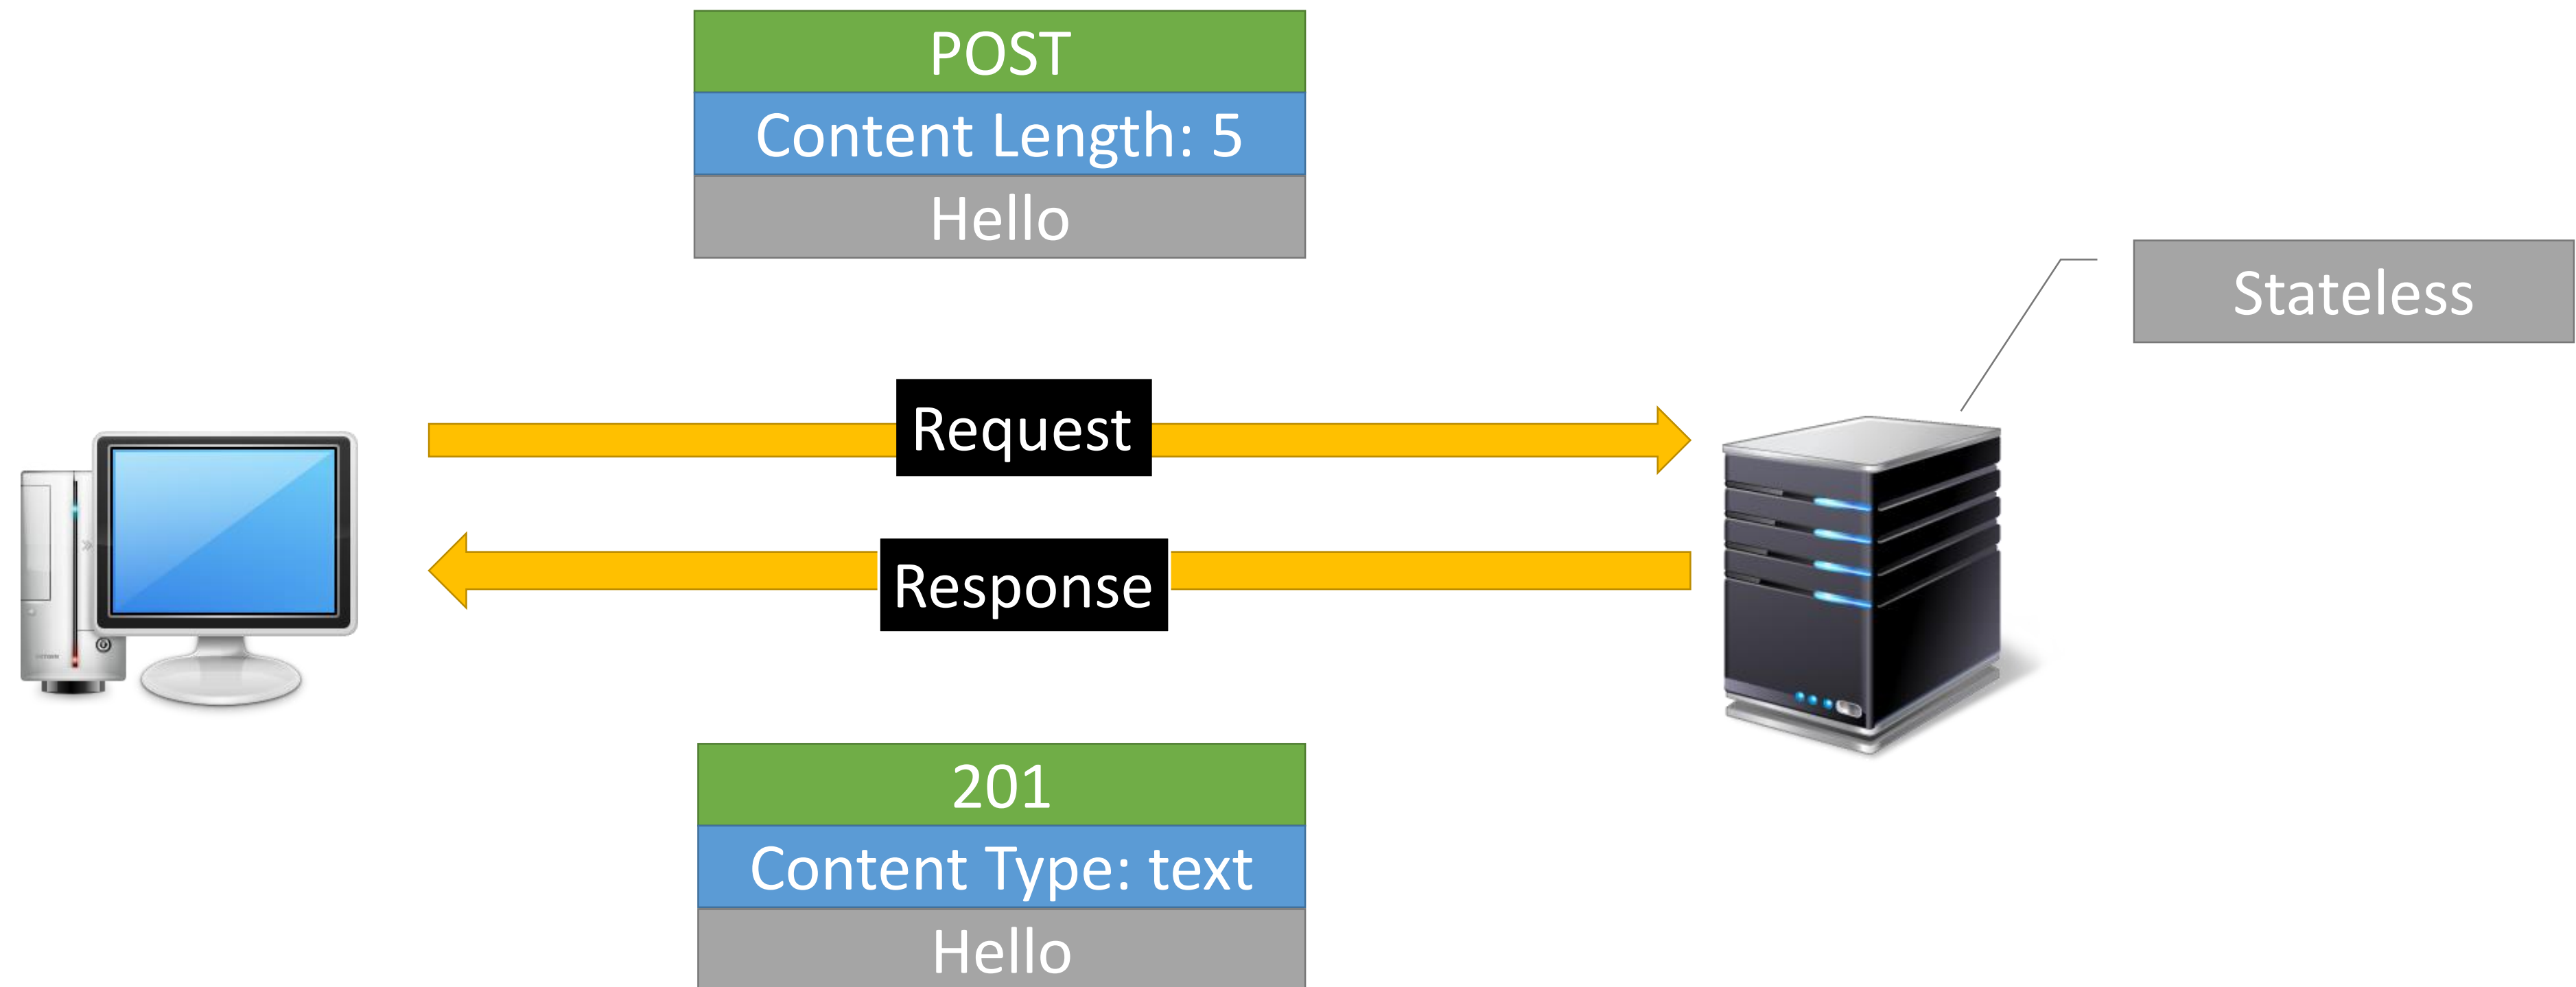 POST
Content Length: 5
Hello
Stateless
Request
Response
201
Content Type: text
Hello